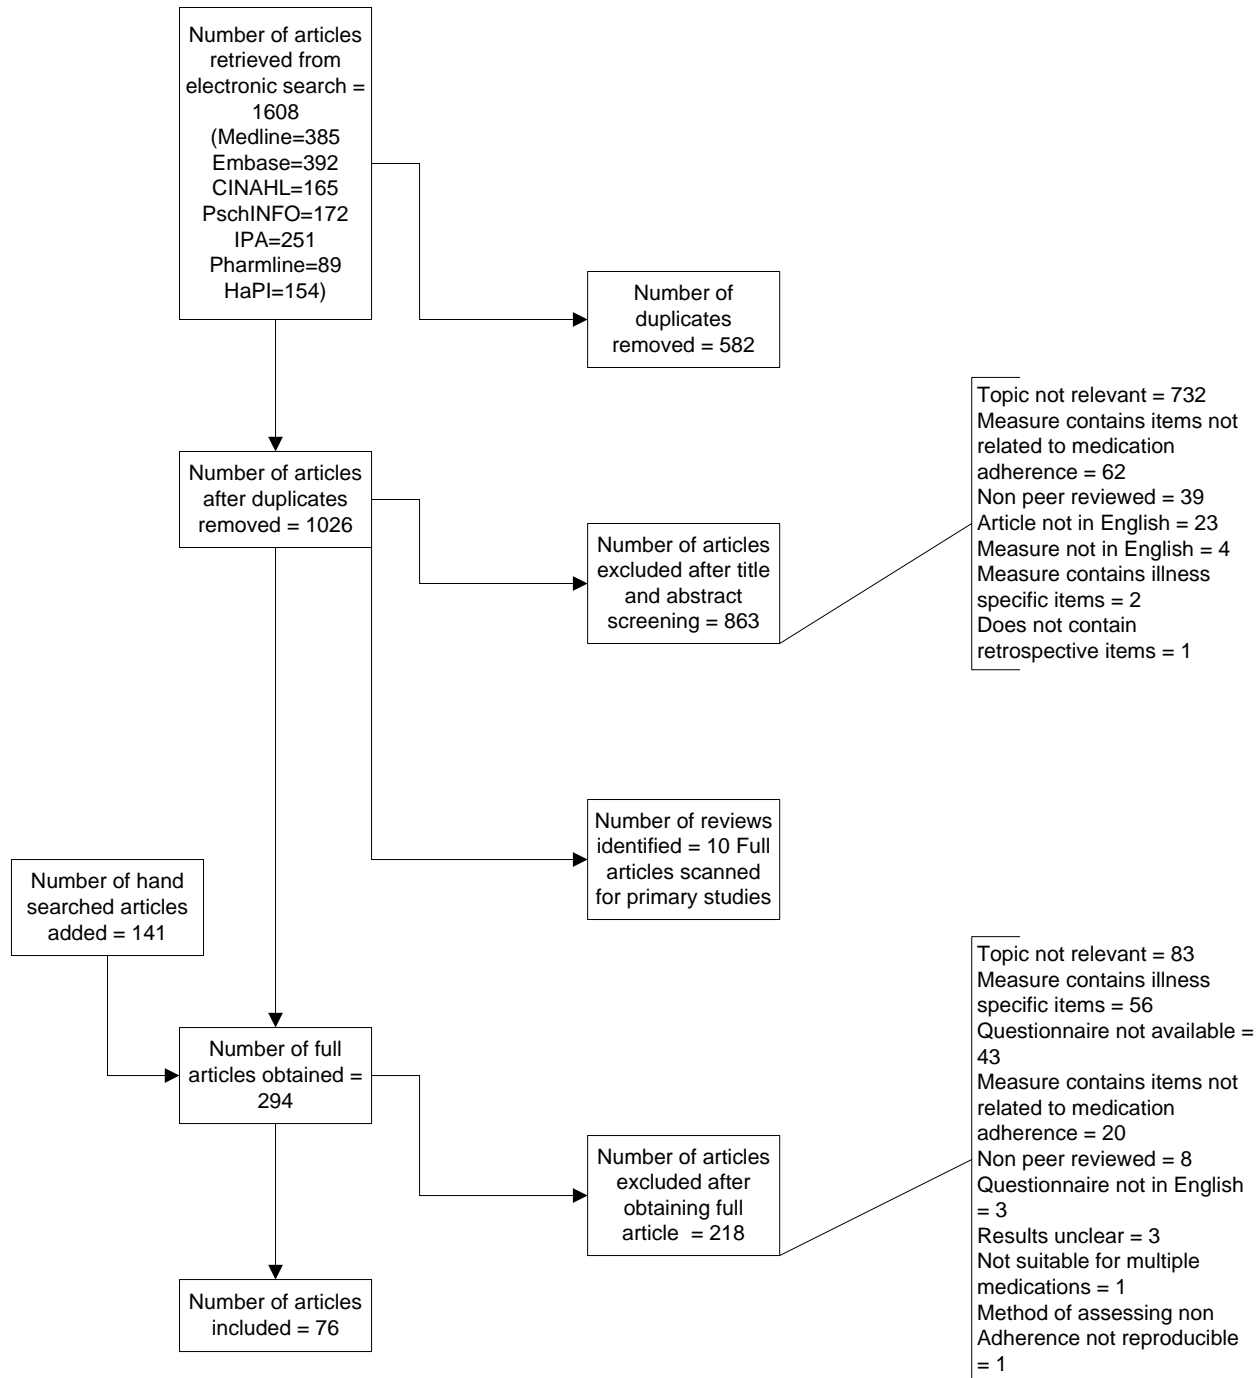 Number of articles
retrieved from
electronic search =
1608
(Medline=385
Embase=392
CINAHL=165
PschINFO=172
IPA=251
Pharmline=89
HaPI=154)
Number of
duplicates
removed = 582
Number of articles
after duplicates
removed = 1026
Number of articles
excluded after title
and abstract
screening = 863
Topic not relevant = 732
Measure contains items not
related to medication
adherence = 62
Non peer reviewed = 39
Article not in English = 23
Measure not in English = 4
Measure contains illness
specific items = 2
Does not contain
retrospective items = 1
Number of reviews
identified = 10 Full
articles scanned
for primary studies
Number of hand
searched articles
added = 141
Number of full
articles obtained =
294
Number of articles
excluded after
obtaining full
article  = 218
Topic not relevant = 83
Measure contains illness
specific items = 56
Questionnaire not available =
43
Measure contains items not
related to medication
adherence = 20
Non peer reviewed = 8
Questionnaire not in English
= 3
Results unclear = 3
Not suitable for multiple
medications = 1
Method of assessing non
Adherence not reproducible
= 1
Number of articles
included = 76